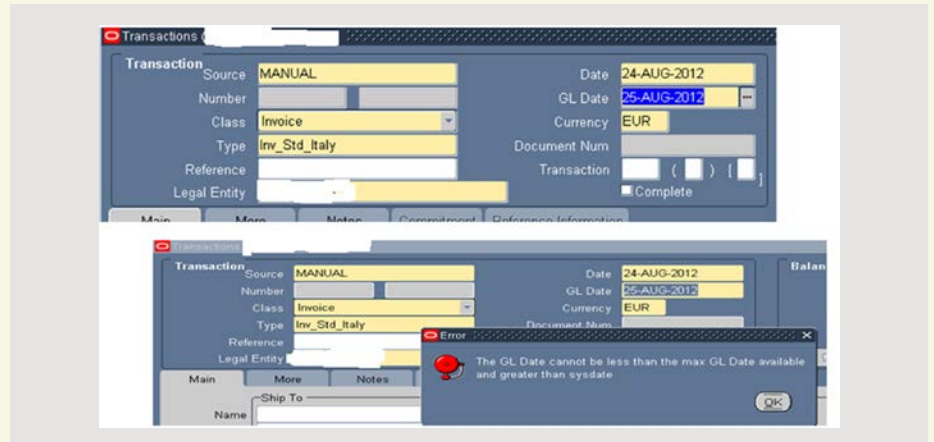 Transactions (
Transaction
Source MANUAL Date 24-AUG-2012
Number GL Date 25-AUG-2012 ...
Class Invoice Currency EUR
Type Inv_Std_Italy Document Num
Reference Transaction ( ) [ ]
Legal Entity Complete
Main More Notes Commitment Reference Information
Transactions
Transaction Balan
Source MANUAL Date 24-AUG-2012
Number GL Date 25-AUG-2012
Class Invoice Currency EUR
Type Inv_Std_Italy Document Num
Reference Error
Legal Entity The GL Date cannot be less than the max GL Date available
Main More Notes and greater than sysdate
Ship To OK
Name